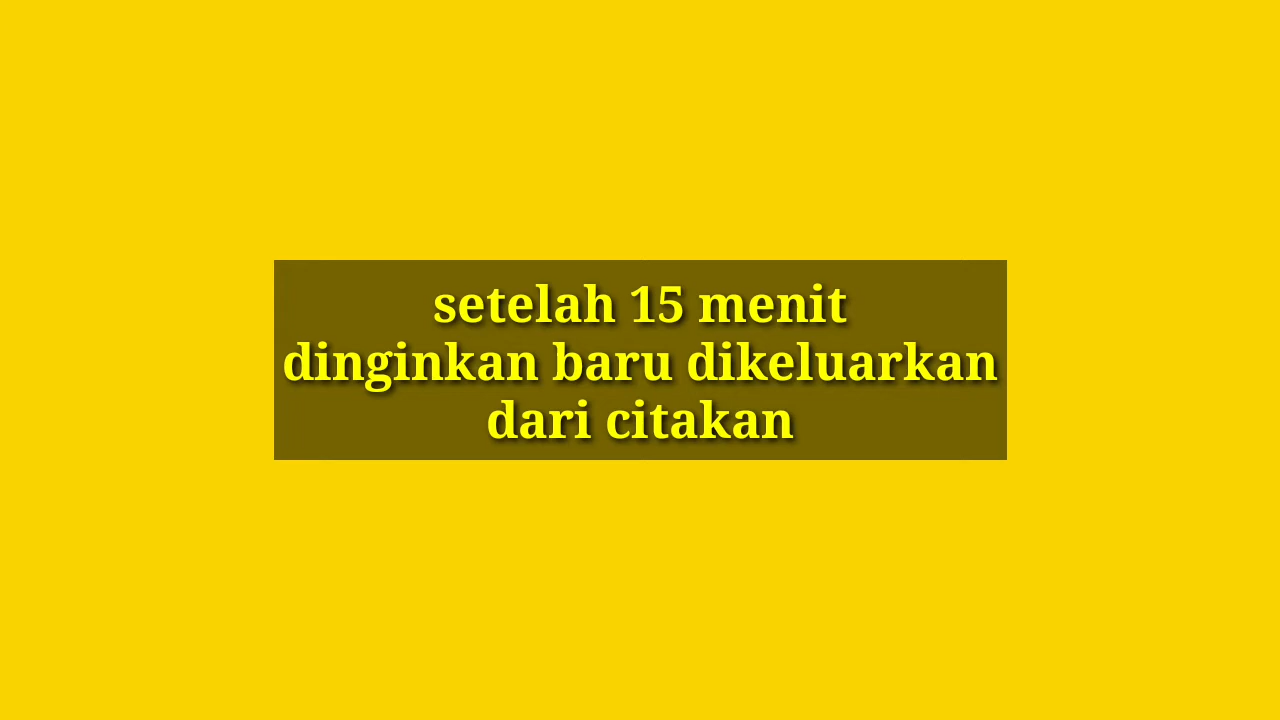 setelah 15 menit
dinginkan baru dikeluarkan
dari citakan